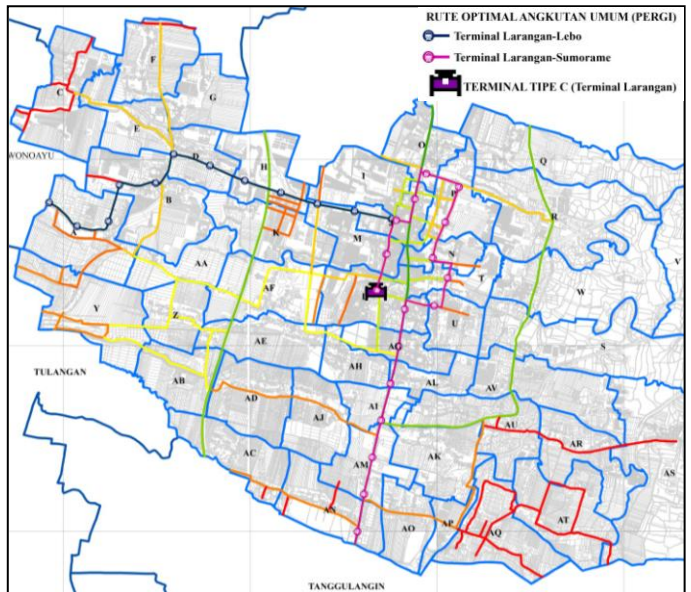 RUTE OPTIMAL ANGKUTAN UMUM (PERGI)
Terminal Larangan-Lebo
Terminal Larangan-Sumorame
TERMINAL TIPE C (Terminal Larangan)
F
C
G
E
O
WONOAYU
D
H
Q
I
P
B
R
A
K
M
N
V
AA
T
AF
W
L
Y
Z
U
S
AE
AH
TULANGAN
AB
AL
AV
AD
AJ
AI
AU
AR
AC
AM
AK
AS
AN
AO
AP
AQ
AT
TANGGULANGIN